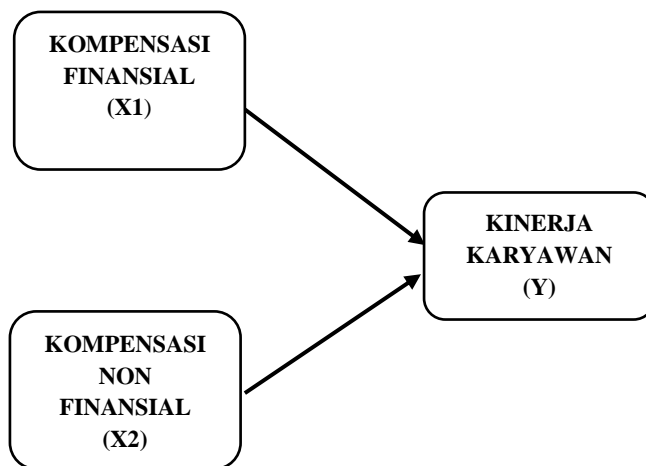 KOMPENSASI
FINANSIAL
(X1)
KINERJA
KARYAWAN
(Y)
KOMPENSASI
NON
FINANSIAL
(X2)